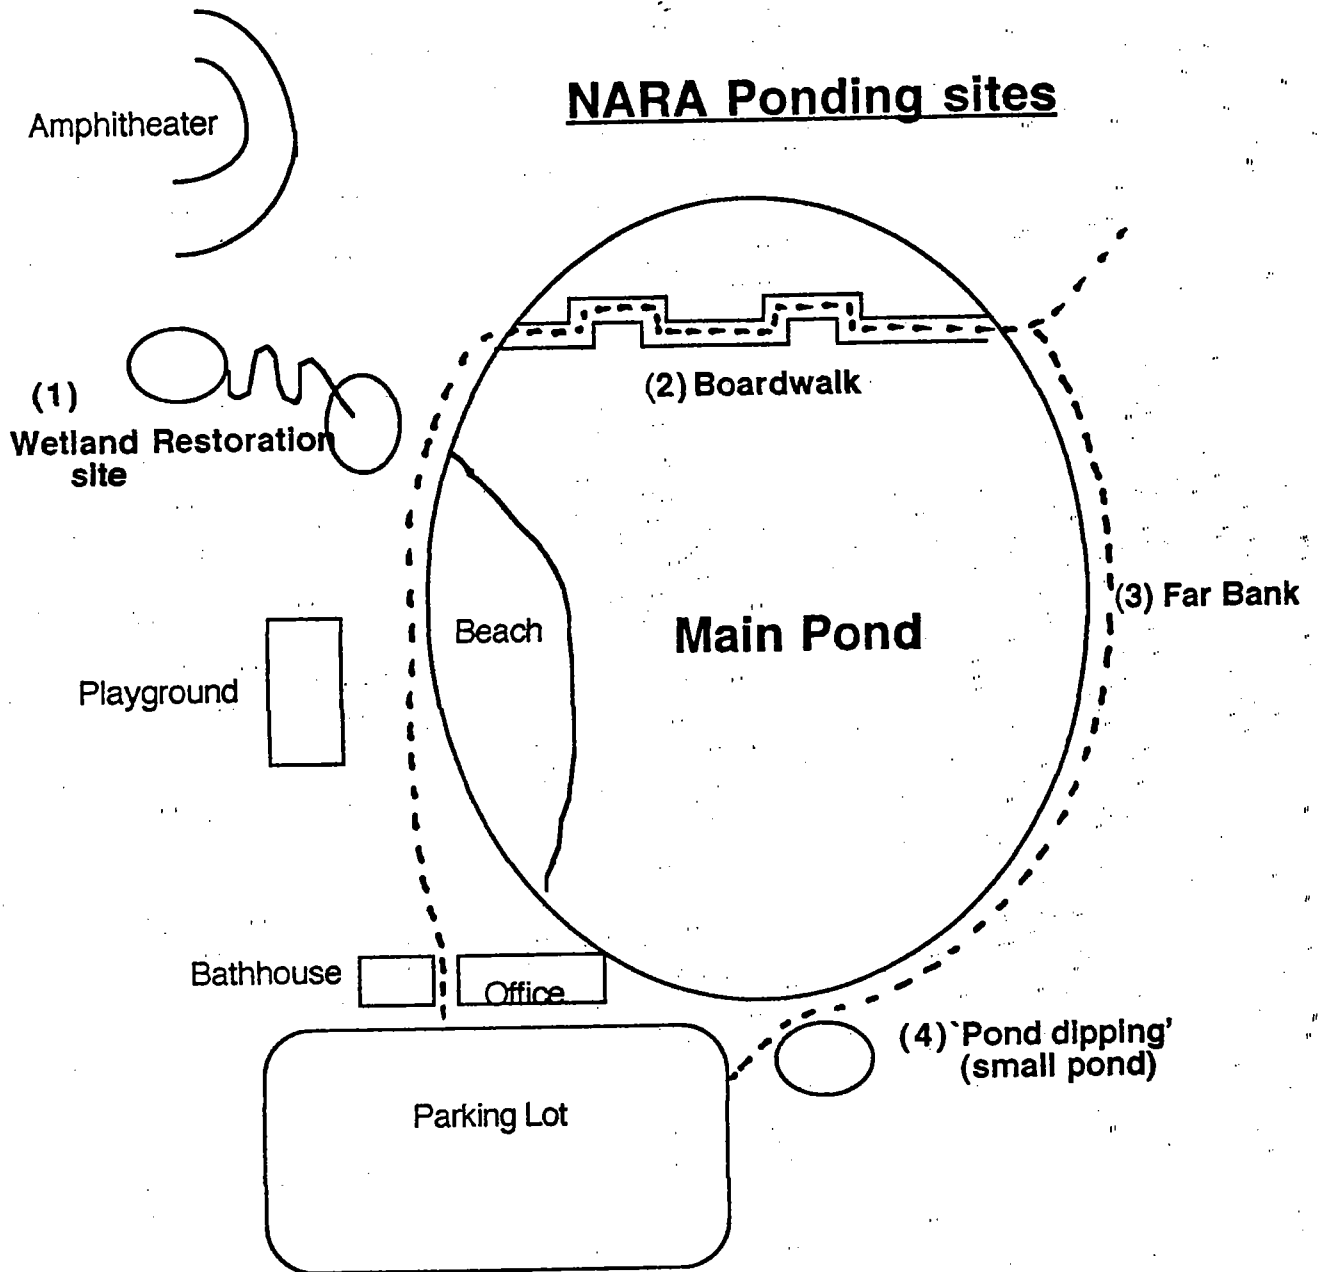 NARA Ponding sites
Amphitheater
(2) Boardwalk
(1)
Wetland Restoration
site
(3) Far Bank
Beach
Main Pond
Playground
Bathhouse
Office
(4) `Pond dipping'
(small pond)
Parking Lot